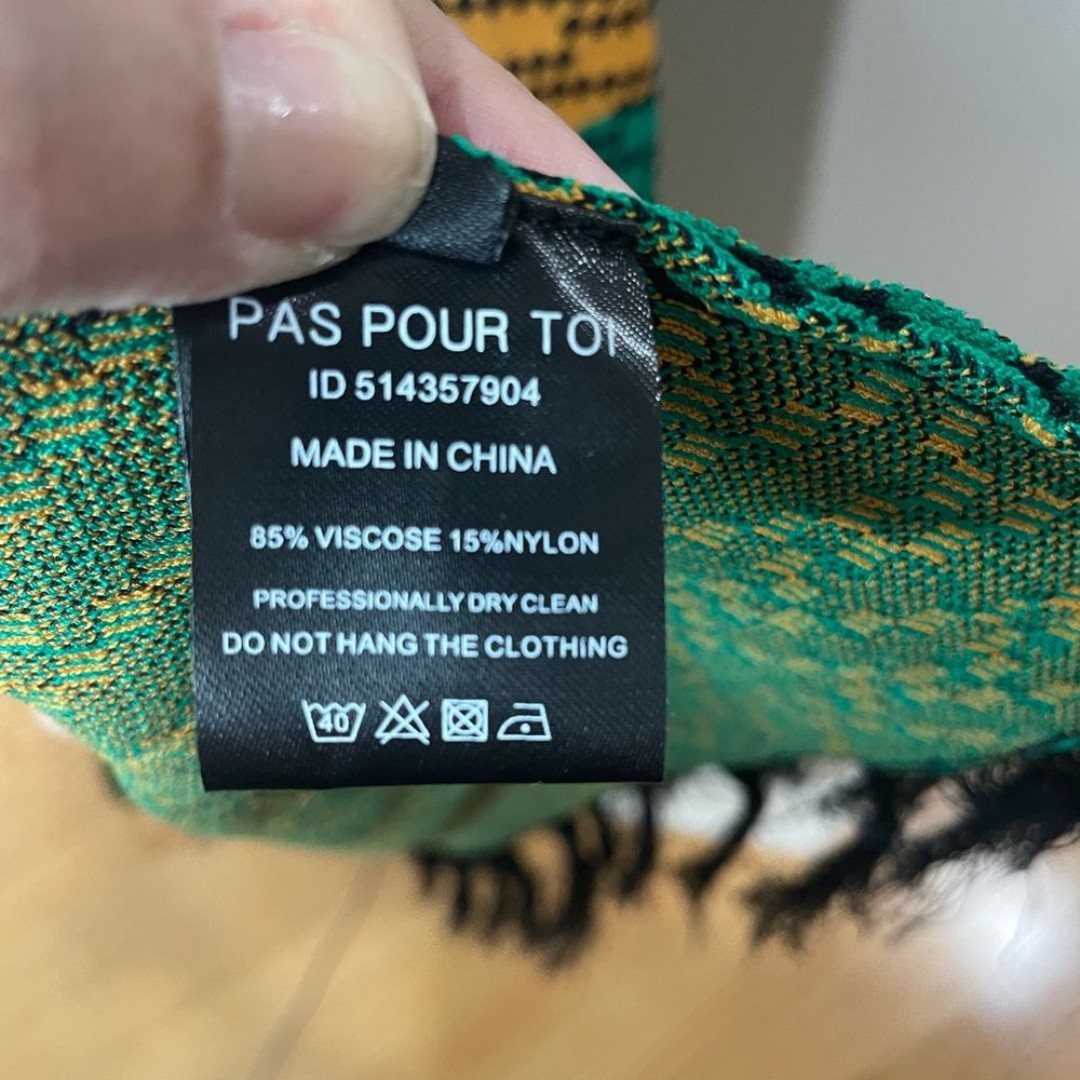 PAS POUR TOI
ID 514357904
MADE IN CHINA
85% VISCOSE 15%NYLON
PROFESSIONALLY DRY CLEAN
DO NOT HANG THE CLOTHING
40